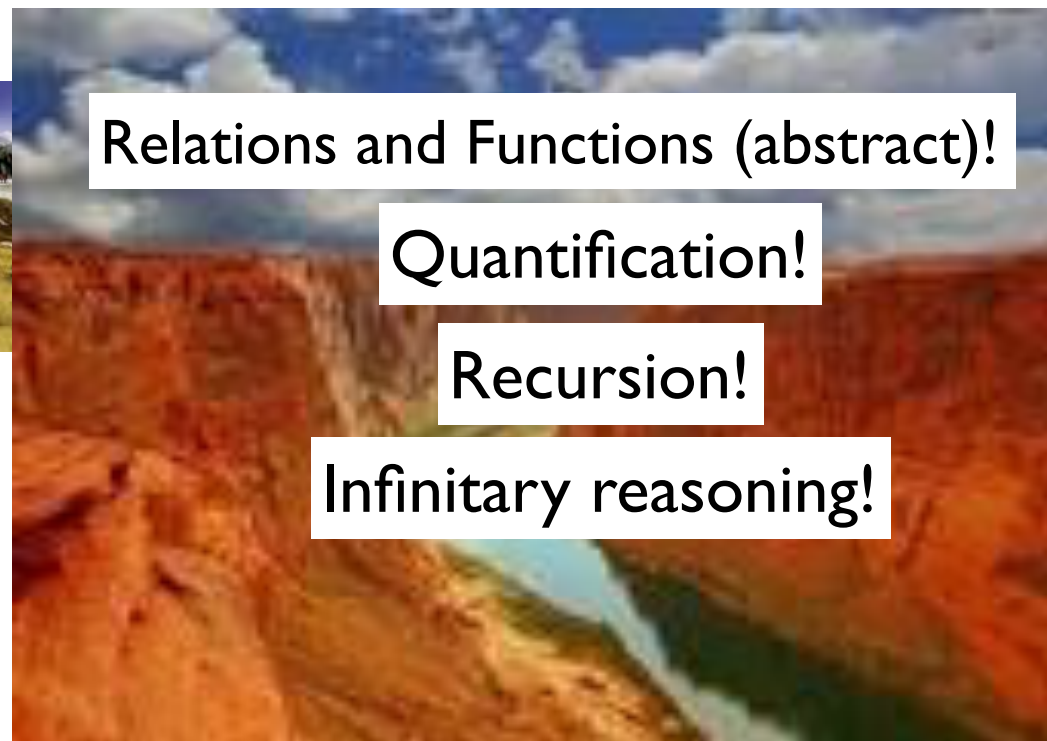 Relations and Functions (abstract)!
Quantification!
Recursion!
Infinitary reasoning!